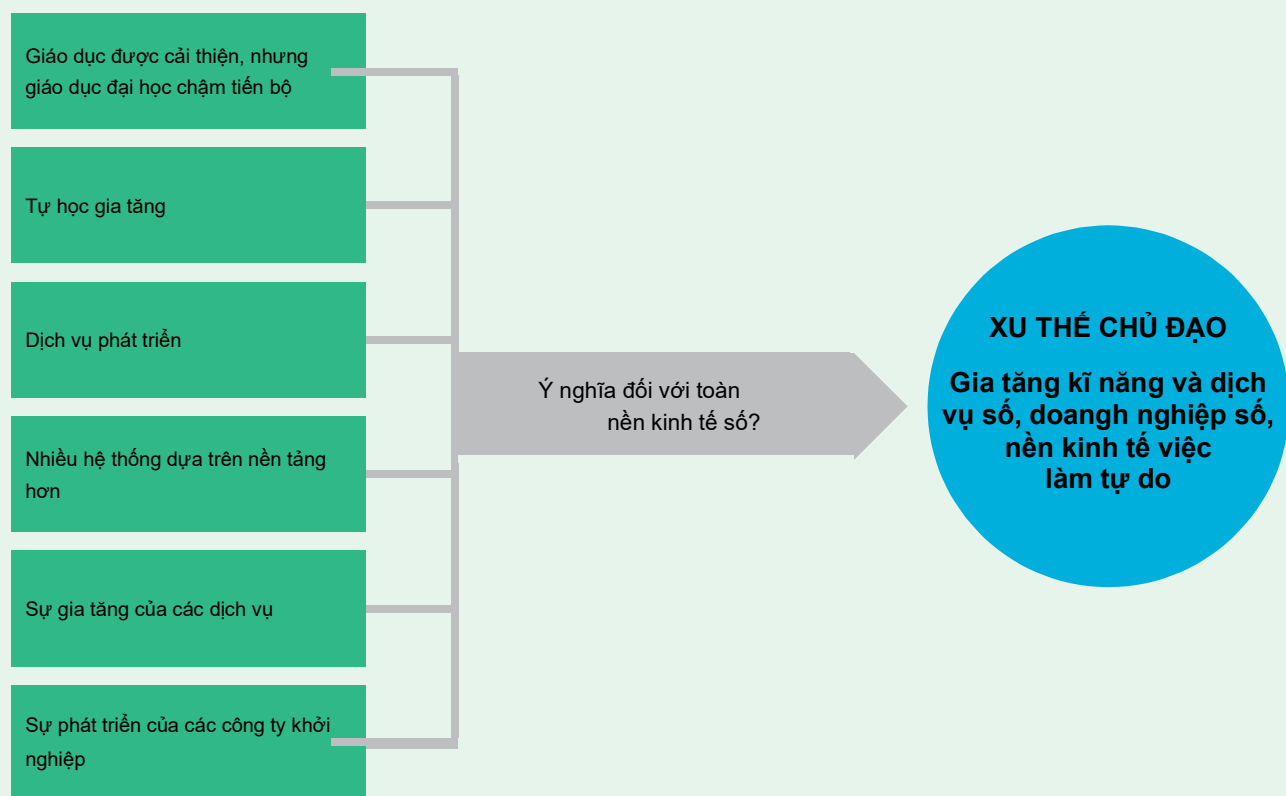 Giáo dục được cải thiện, nhưng
giáo dục đại học chậm tiến bộ
Tự học gia tăng
Dịch vụ phát triển
Nhiều hệ thống dựa trên nền tảng
hơn
Sự gia tăng của các dịch vụ
Sự phát triển của các công ty khởi
nghiệp
Ý nghĩa đối với toàn
nền kinh tế số?
XU THẾ CHỦ ĐẠO
Gia tăng kĩ năng và dịch
vụ số, doangh nghiệp số,
nền kinh tế việc
làm tự do